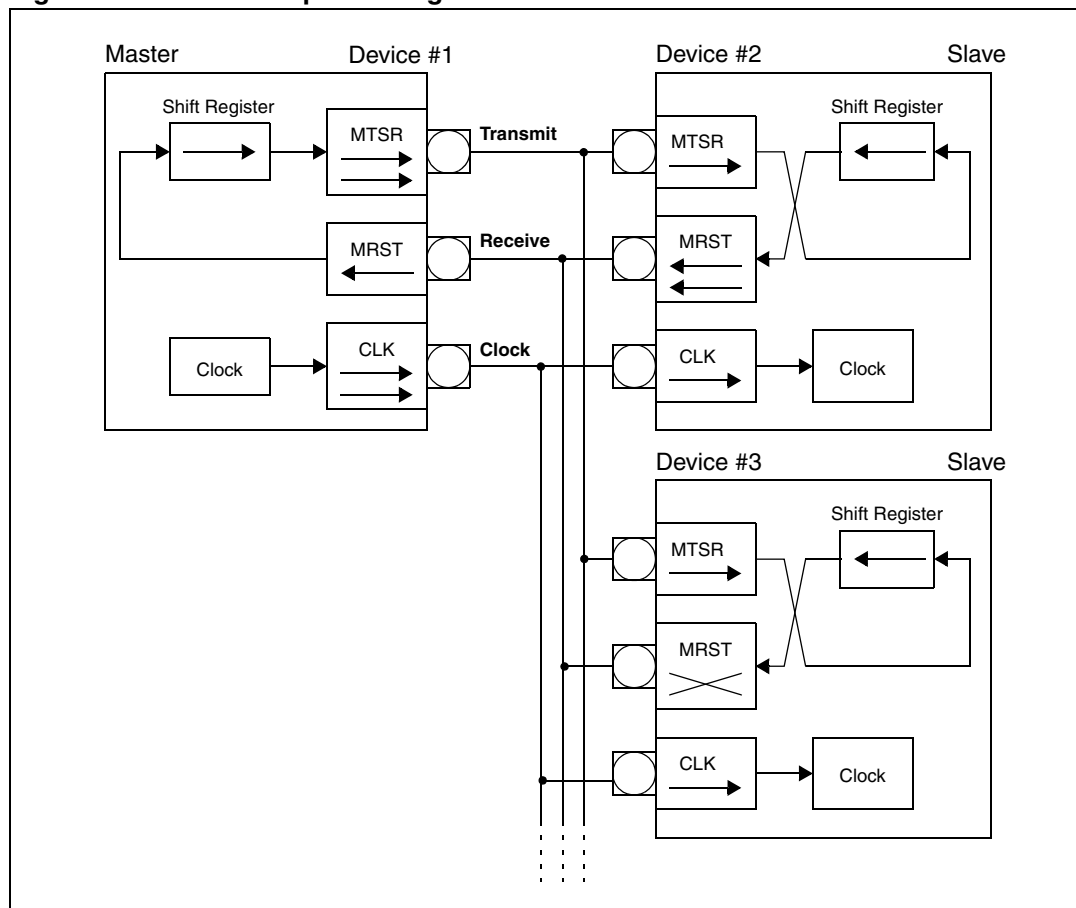 Master Device #1
Shift Register
MTSR
Transmit
MRST
Receive
Clock
CLK
Clock
Device #2 Slave
MTSR
Shift Register
MRST
CLK
Clock
Device #3 Slave
Shift Register
MTSR
MRST
CLK
Clock